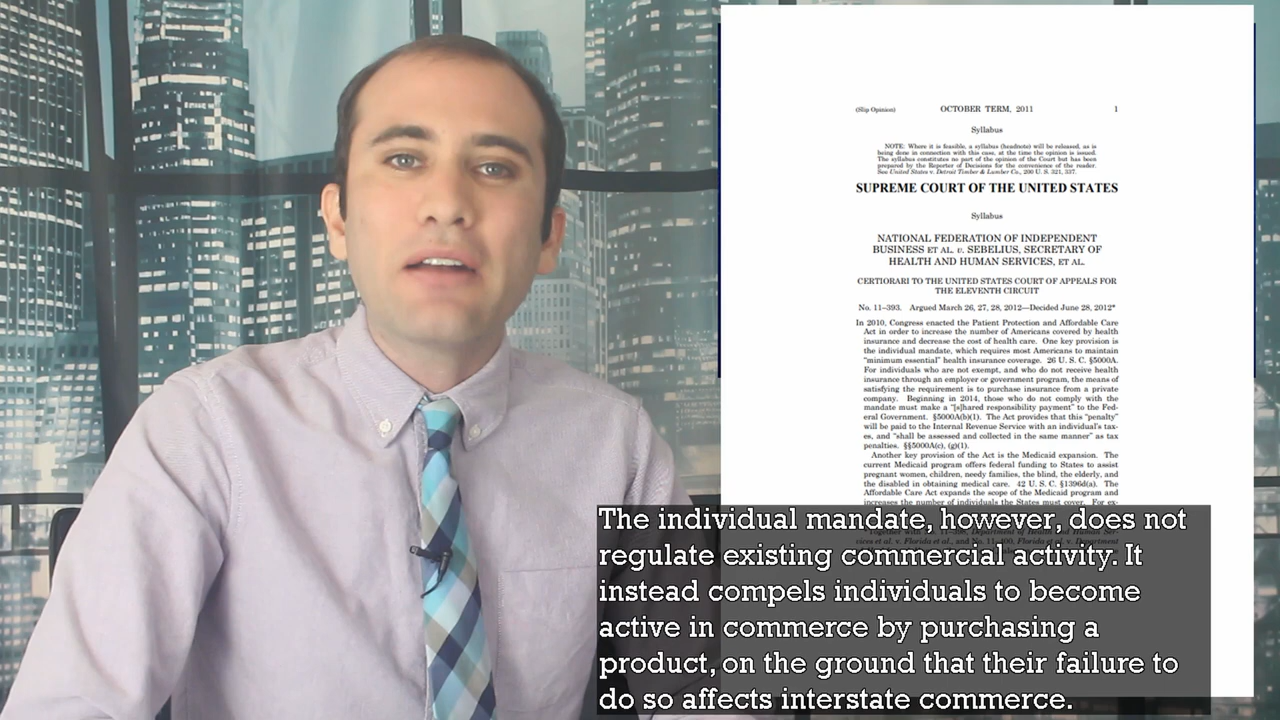 (Slip Opinion) OCTOBER TERM, 2011 1
Syllabus
NOTE: Where it is feasible, a syllabus (headnote) will be released, as is
being done in connection with this case, at the time the opinion is issued.
The syllabus constitutes no part of the opinion of the Court but has been
prepared by the Reporter of Decisions for the convenience of the reader.
See United States v. Detroit Timber & Lumber Co., 200 U. S. 321, 337.
SUPREME COURT OF THE UNITED STATES
Syllabus
NATIONAL FEDERATION OF INDEPENDENT
BUSINESS ET AL. v. SEBELIUS, SECRETARY OF
HEALTH AND HUMAN SERVICES, ET AL.
CERTIORARI TO THE UNITED STATES COURT OF APPEALS FOR
THE ELEVENTH CIRCUIT
No. 11–393. Argued March 26, 27, 28, 2012—Decided June 28, 2012*
In 2010, Congress enacted the Patient Protection and Affordable Care
Act in order to increase the number of Americans covered by health
insurance and decrease the cost of health care. One key provision is
the individual mandate, which requires most Americans to maintain
“minimum essential” health insurance coverage. 26 U. S. C. §5000A.
For individuals who are not exempt, and who do not receive health
insurance through an employer or government program, the means of
satisfying the requirement is to purchase insurance from a private
company. Beginning in 2014, those who do not comply with the
mandate must make a “[s]hared responsibility payment” to the Fed-
eral Government. §5000A(b)(1). The Act provides that this “penalty”
will be paid to the Internal Revenue Service with an individual’s tax-
es, and “shall be assessed and collected in the same manner” as tax
penalties. §§5000A(c), (g)(1).
Another key provision of the Act is the Medicaid expansion. The
current Medicaid program offers federal funding to States to assist
pregnant women, children, needy families, the blind, the elderly, and
the disabled in obtaining medical care. 42 U. S. C. §1396d(a). The
Affordable Care Act expands the scope of the Medicaid program and
increases the number of individuals the States must cover. For ex-
The individual mandate, however, does not
regulate existing commercial activity. It
instead compels individuals to become
active in commerce by purchasing a
product, on the ground that their failure to
do so affects interstate commerce.